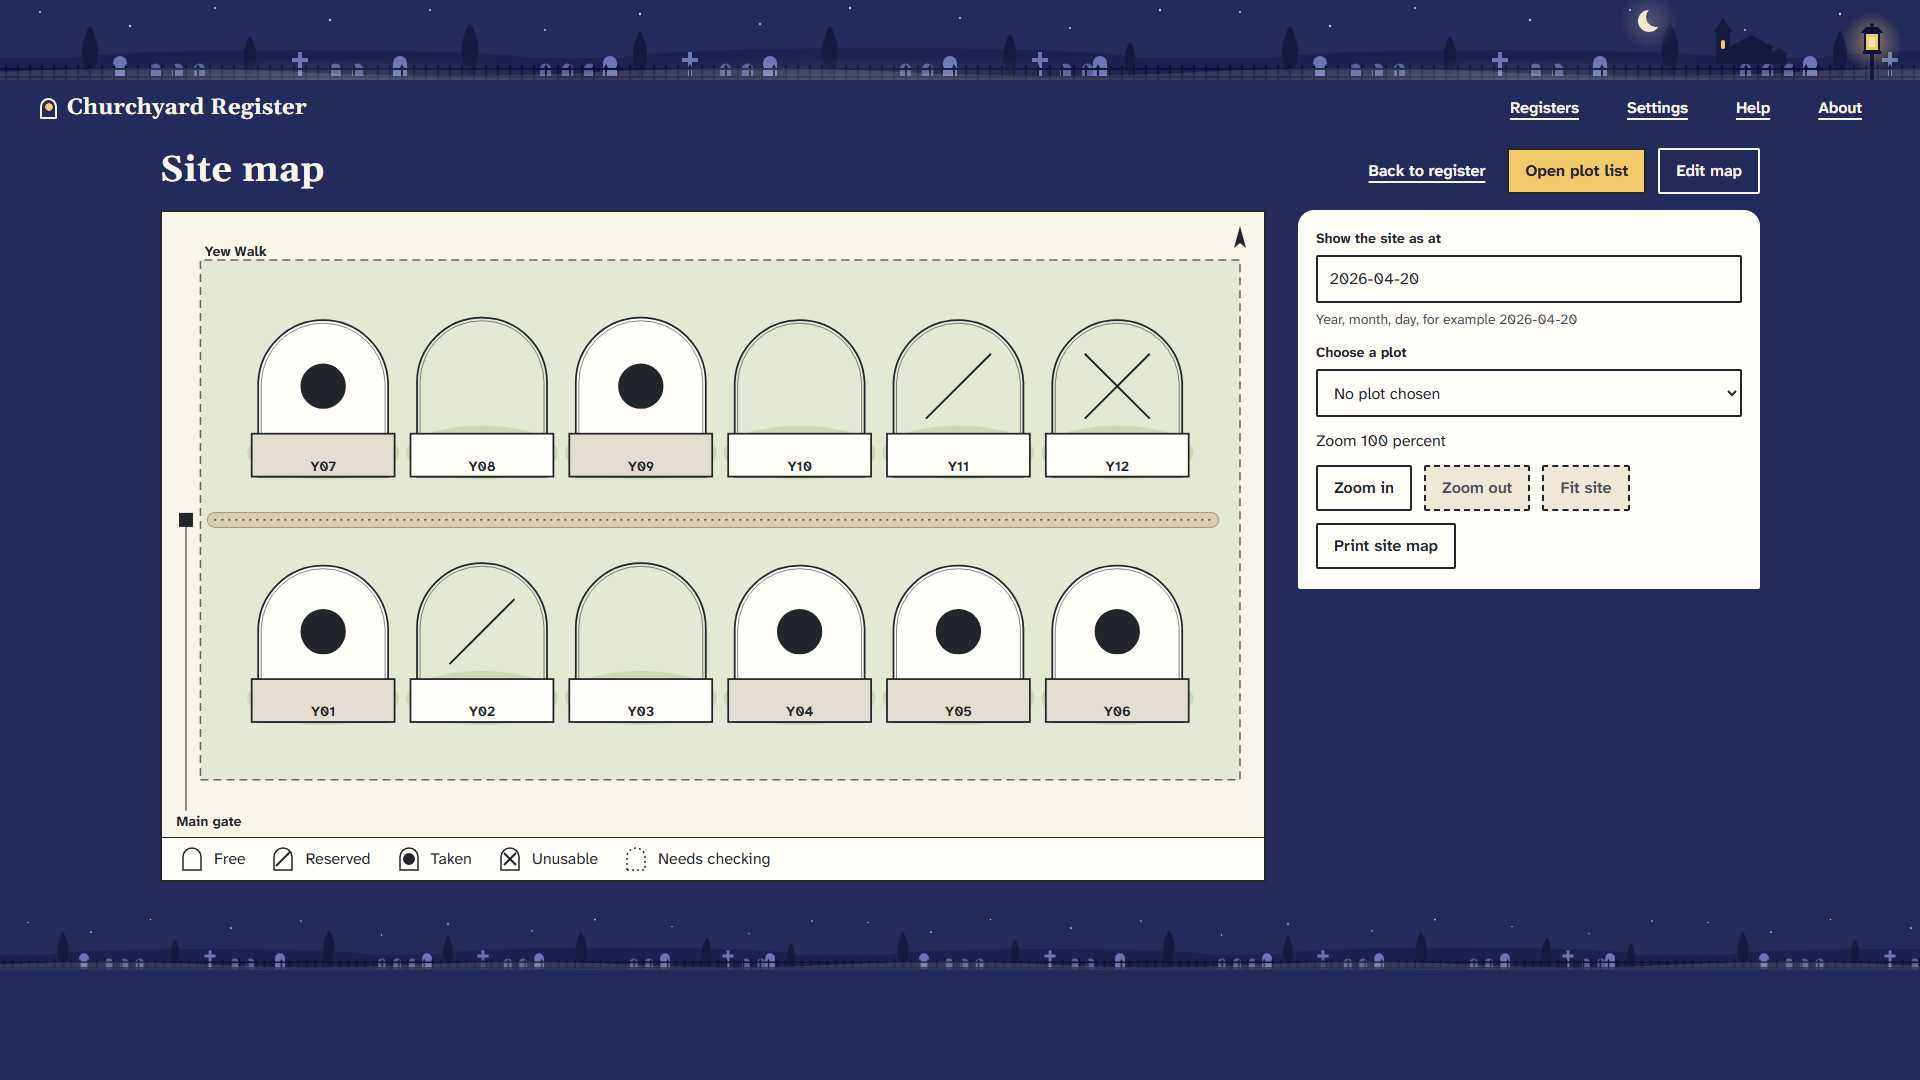 Churchyard Register
Registers Settings Help About
Site map
Back to register Open plot list Edit map
Yew Walk
Y07 Y08 Y09 Y10 Y11 Y12
Y01 Y02 Y03 Y04 Y05 Y06
Main gate
Free Reserved Taken Unusable Needs checking
Show the site as at
2026-04-20
Year, month, day, for example 2026-04-20
Choose a plot
No plot chosen
Zoom 100 percent
Zoom in Zoom out Fit site
Print site map